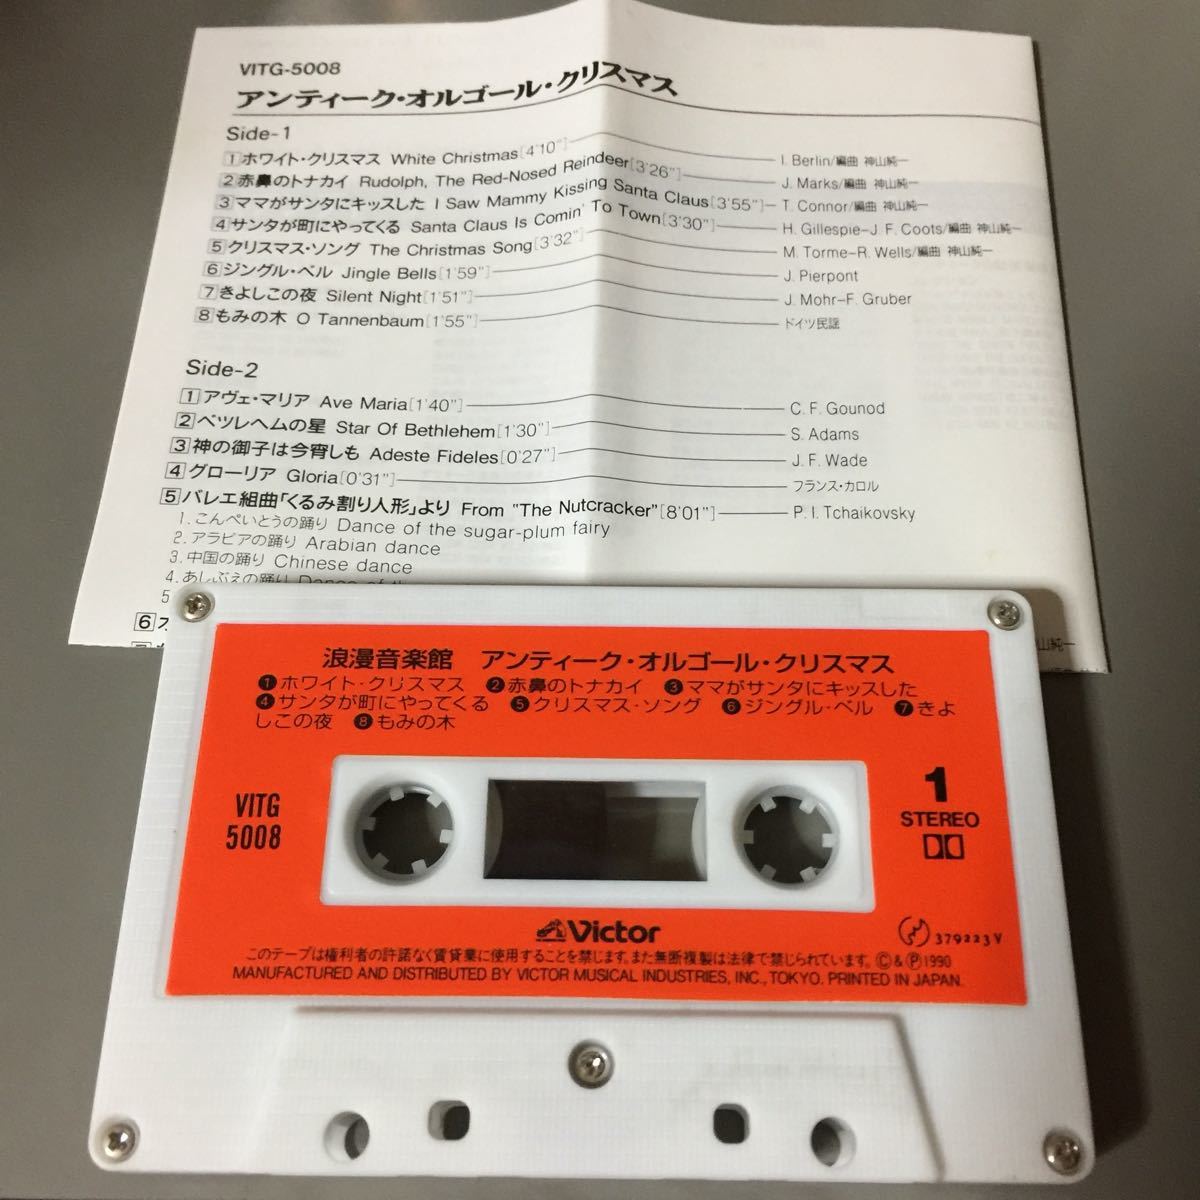 VITG-5008
アンティーク・オルゴール・クリスマス
Side-1
1 ホワイト・クリスマス White Christmas[4'10"] I. Berlin/編曲 神山純一
2 赤鼻のトナカイ Rudolph, The Red-Nosed Reindeer[3'26"] J. Marks/編曲 神山純一
3 ママがサンタにキッスした I Saw Mammy Kissing Santa Claus[3'55"] T. Connor/編曲 神山純一
4 サンタが町にやってくる Santa Claus Is Comin' To Town[3'30"] H. Gillespie-J. F. Coots/編曲 神山純一
5 クリスマス・ソング The Christmas Song[3'32"] M. Torme-R. Wells/編曲 神山純一
6 ジングル・ベル Jingle Bells[1'59"] J. Pierpont
7 きよしこの夜 Silent Night[1'51"] J. Mohr-F. Gruber
8 もみの木 O Tannenbaum[1'55"] ドイツ民謡
Side-2
1 アヴェ・マリア Ave Maria[1'40"] C. F. Gounod
2 ベツレヘムの星 Star Of Bethlehem[1'30"] S. Adams
3 神の御子は今宵しも Adeste Fideles[0'27"] J. F. Wade
4 グローリア Gloria[0'31"] フランス・カロル
5 バレエ組曲「くるみ割り人形」より From "The Nutcracker"[8'01"] P. I. Tchaikovsky
1. こんぺいとうの踊り Dance of the sugar-plum fairy
2. アラビアの踊り Arabian dance
3. 中国の踊り Chinese dance
4. あしぶえの踊り Dance of the
5
6
山純一
浪漫音楽館 アンティーク・オルゴール・クリスマス
❶ホワイト・クリスマス ❷赤鼻のトナカイ ❸ママがサンタにキッスした
❹サンタが町にやってくる ❺クリスマス・ソング ❻ジングル・ベル ❼きよ
しこの夜 ❽もみの木
VITG
5008
1
STEREO
Victor
379223V
このテープは権利者の許諾なく賃貸業に使用することを禁じます。また無断複製は法律で禁じられています。Ⓒ&Ⓟ1990
MANUFACTURED AND DISTRIBUTED BY VICTOR MUSICAL INDUSTRIES, INC., TOKYO. PRINTED IN JAPAN.